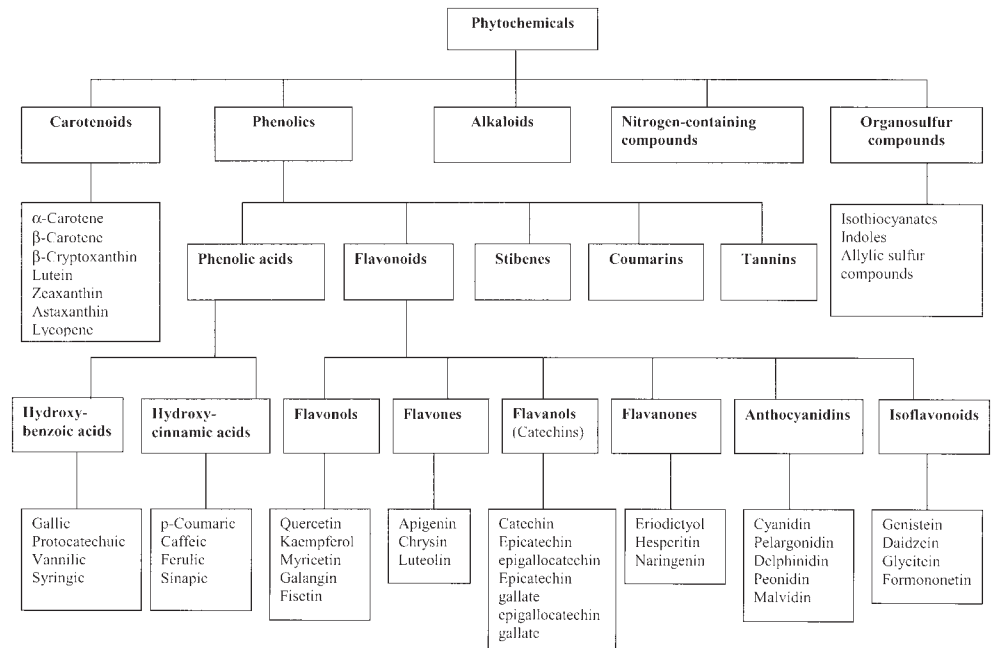 Phytochemicals
Carotenoids
Phenolics
Alkaloids
Nitrogen-containing
compounds
Organosulfur
compounds
α-Carotene
β-Carotene
β-Cryptoxanthin
Lutein
Zeaxanthin
Astaxanthin
Lycopene
Phenolic acids
Flavonoids
Stibenes
Coumarins
Tannins
Isothiocyanates
Indoles
Allylic sulfur
compounds
Hydroxy-
benzoic acids
Hydroxy-
cinnamic acids
Flavonols
Flavones
Flavanols
(Catechins)
Flavanones
Anthocyanidins
Isoflavonoids
Gallic
Protocatechuic
Vannilic
Syringic
p-Coumaric
Caffeic
Ferulic
Sinapic
Quercetin
Kaempferol
Myricetin
Galangin
Fisetin
Apigenin
Chrysin
Luteolin
Catechin
Epicatechin
epigallocatechin
Epicatechin
gallate
epigallocatechin
gallate
Eriodictyol
Hesperitin
Naringenin
Cyanidin
Pelargonidin
Delphinidin
Peonidin
Malvidin
Genistein
Daidzein
Glycitein
Formononetin